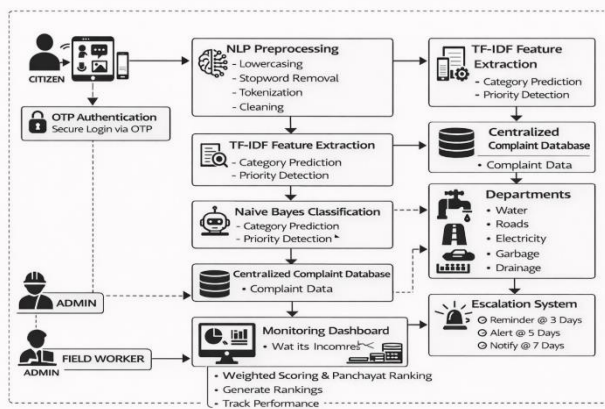 CITIZEN
OTP Authentication
Secure Login via OTP
NLP Preprocessing
- Lowercasing
- Stopword Removal
- Tokenization
- Cleaning
TF-IDF Feature
Extraction
- Category Prediction
- Priority Detection
TF-IDF Feature Extraction
- Category Prediction
- Priority Detection
Centralized
Complaint Database
• Complaint Data
Naive Bayes Classification
- Category Prediction
- Priority Detection
Departments
• Water
• Roads
• Electricity
• Garbage
• Drainage
Centralized Complaint Database
• Complaint Data
ADMIN
Monitoring Dashboard
• Wat its Incomres
Escalation System
Reminder @ 3 Days
Alert @ 5 Days
Notify @ 7 Days
FIELD WORKER
ADMIN
• Weighted Scoring & Panchayat Ranking
• Generate Rankings
• Track Performance